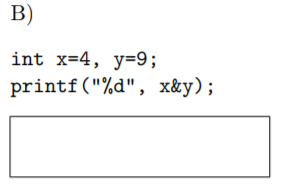 B)
int x=4, y=9;
printf("%d", x&y);